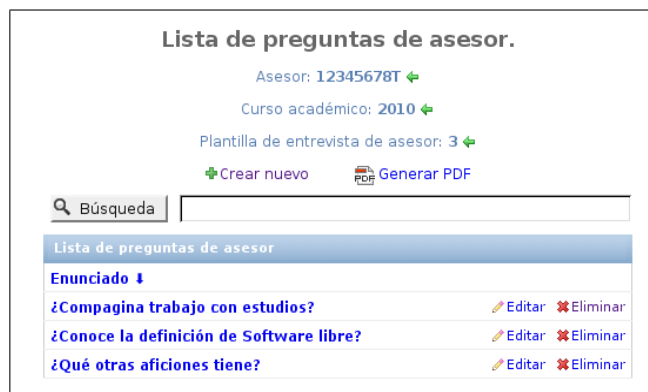 Lista de preguntas de asesor.
Asesor: 12345678T
Curso académico: 2010
Plantilla de entrevista de asesor: 3
Crear nuevo PDF Generar PDF
Búsqueda
Lista de preguntas de asesor
Enunciado ⬇
¿Compagina trabajo con estudios? Editar Eliminar
¿Conoce la definición de Software libre? Editar Eliminar
¿Qué otras aficiones tiene? Editar Eliminar